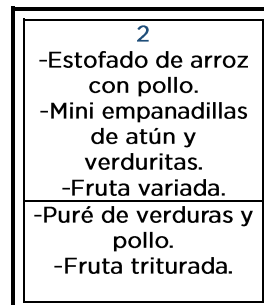 2
-Estofado de arroz
con pollo.
-Mini empanadillas
de atún y
verduritas.
-Fruta variada.
-Puré de verduras y
pollo.
-Fruta triturada.